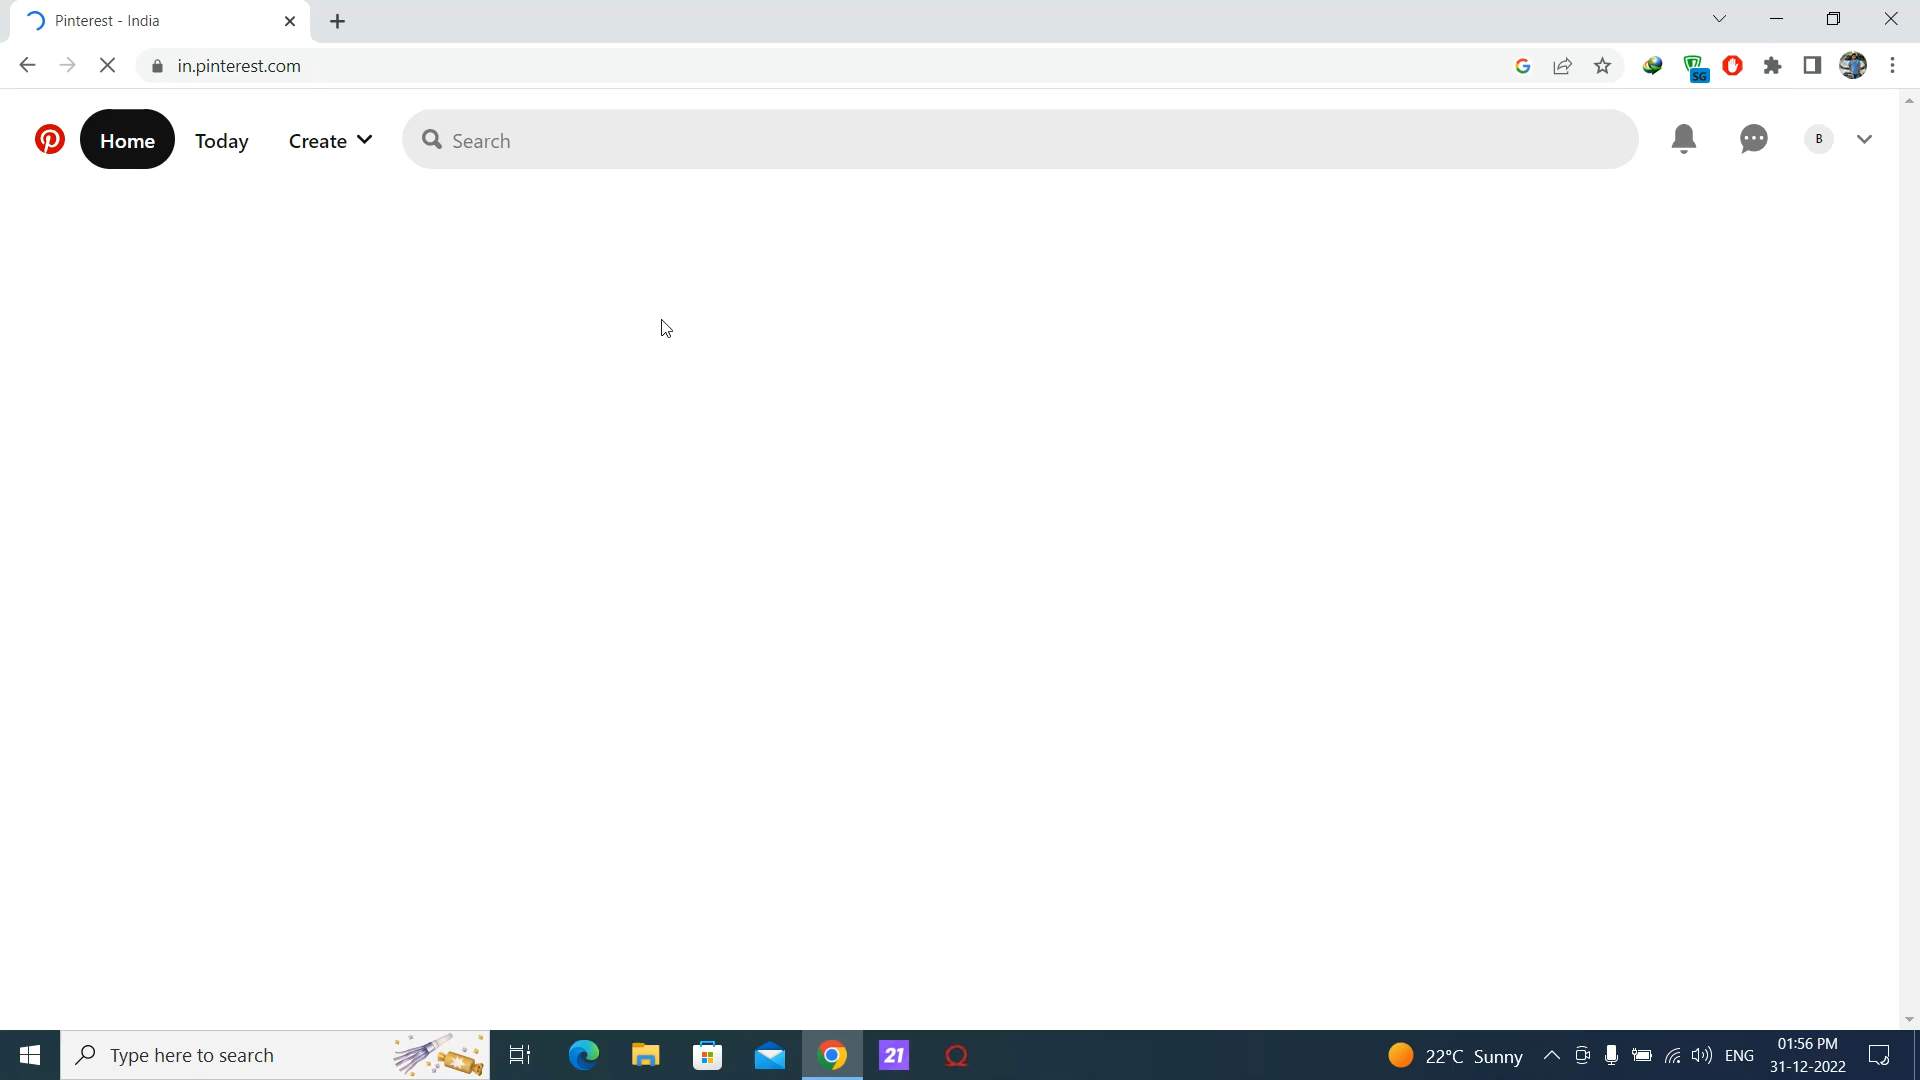 Pinterest - India
in.pinterest.com
SG
Home
Today
Create
Search
B
Type here to search
21
22°C Sunny
ENG
01:56 PM
31-12-2022